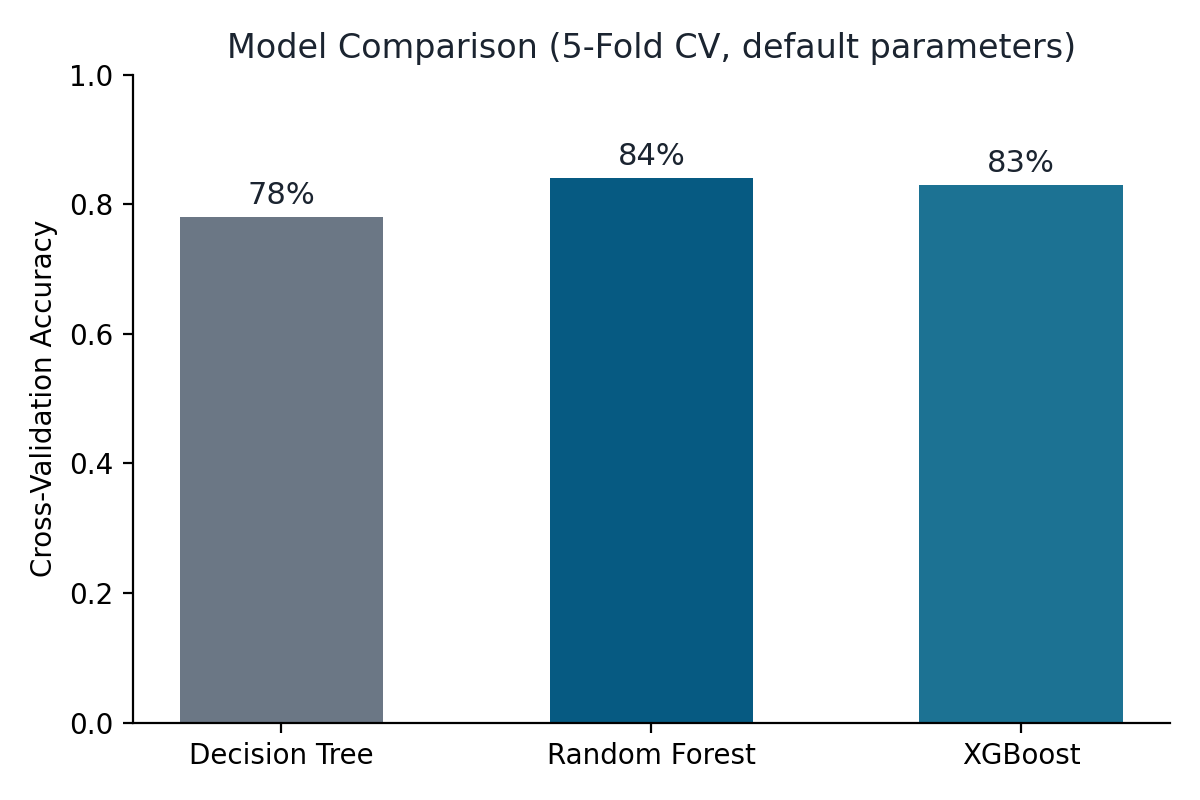 Model Comparison (5-Fold CV, default parameters)
1.0
0.8
0.6
0.4
0.2
0.0
Cross-Validation Accuracy
78%
84%
83%
Decision Tree
Random Forest
XGBoost